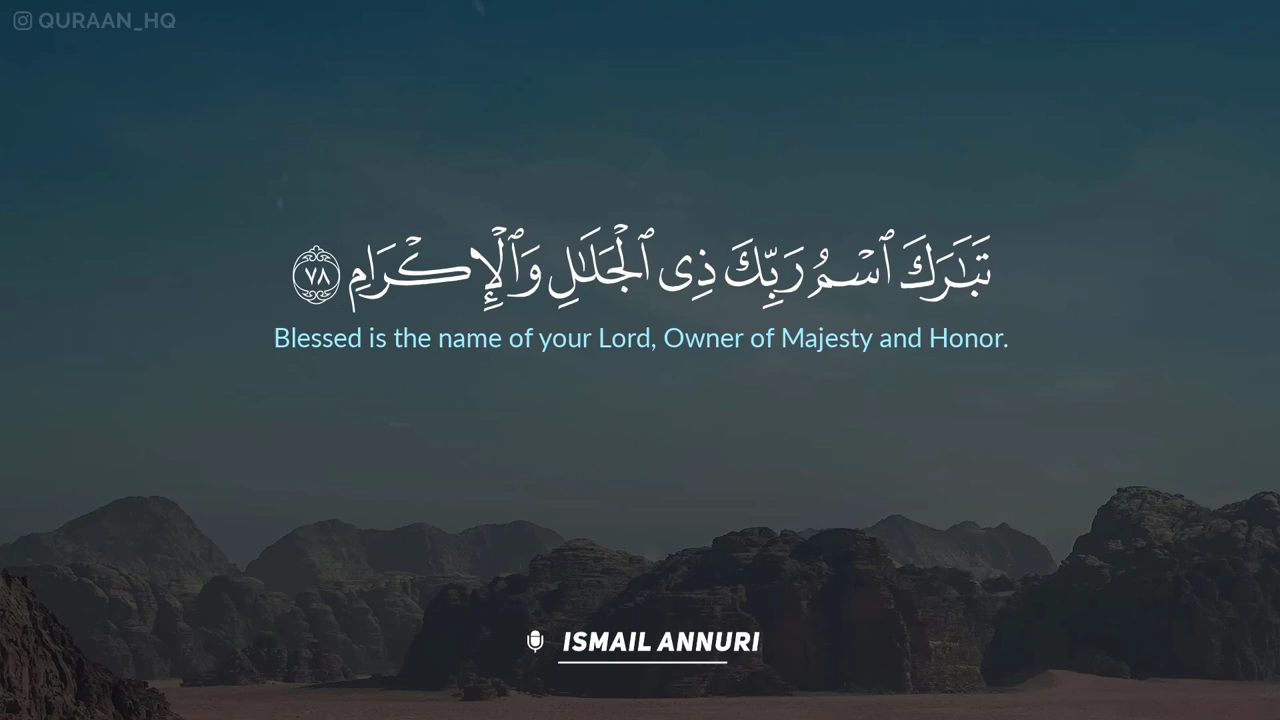 QURAAN_HQ
تَبَٰرَكَ ٱسْمُ رَبِّكَ ذِى ٱلْجَلَٰلِ وَٱلْإِكْرَامِ ٧٨
Blessed is the name of your Lord, Owner of Majesty and Honor.
ISMAIL ANNURI